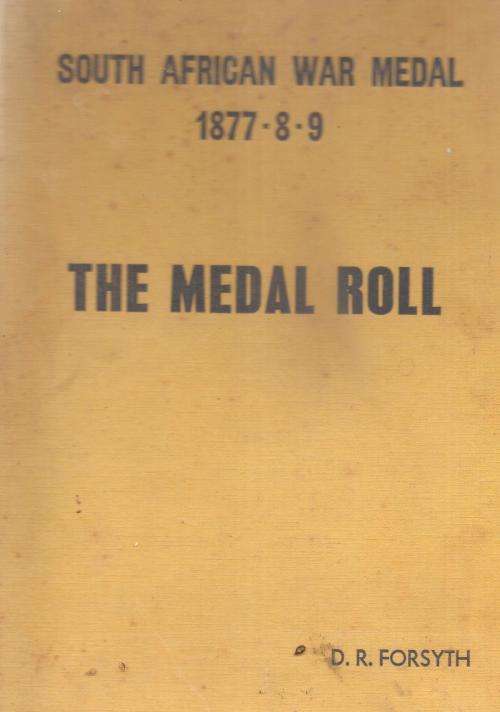 SOUTH AFRICAN WAR MEDAL
1877·8·9
THE MEDAL ROLL
D. R. FORSYTH